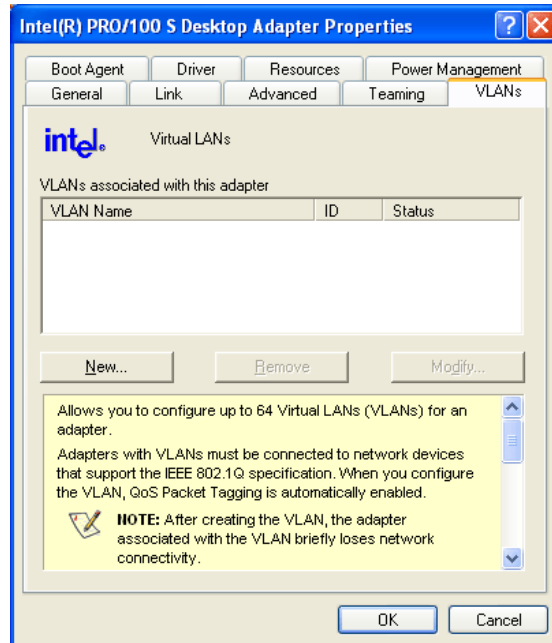 Intel(R) PRO/100 S Desktop Adapter Properties
Boot Agent Driver Resources Power Management
General Link Advanced Teaming VLANs
intel. Virtual LANs
VLANs associated with this adapter
VLAN Name ID Status
New... Remove Modify...
Allows you to configure up to 64 Virtual LANs (VLANs) for an
adapter.
Adapters with VLANs must be connected to network devices
that support the IEEE 802.1Q specification. When you configure
the VLAN, QoS Packet Tagging is automatically enabled.
NOTE: After creating the VLAN, the adapter
associated with the VLAN briefly loses network
connectivity.
OK Cancel